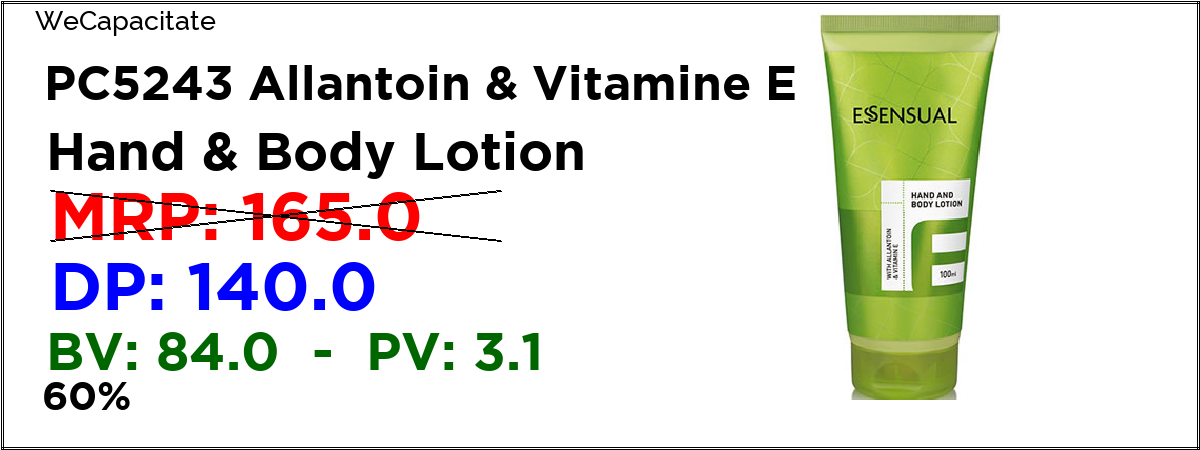 WeCapacitate
PC5243 Allantoin & Vitamine E
Hand & Body Lotion
MRP: 165.0
DP: 140.0
BV: 84.0 - PV: 3.1
60%
ESSENSUAL
HAND AND
BODY LOTION
WITH ALLANTOIN
& VITAMIN E
E
100ml